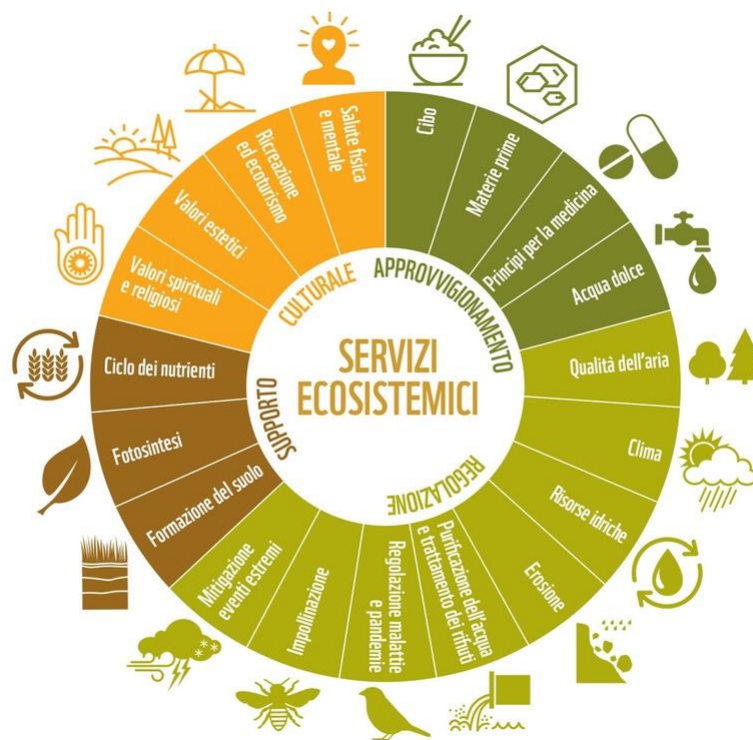 SERVIZI
ECOSISTEMICI
APPROVVIGIONAMENTO
Cibo
Materie prime
Principi per la medicina
Acqua dolce
REGOLAZIONE
Qualità dell'aria
Clima
Risorse idriche
Erosione
Purificazione dell'acqua
e trattamento dei rifiuti
Regolazione malattie
e pandemie
Impollinazione
Mitigazione
eventi estremi
SUPPORTO
Formazione del suolo
Fotosintesi
Ciclo dei nutrienti
CULTURALE
Valori spirituali
e religiosi
Valori estetici
Ricreazione
ed ecoturismo
Salute fisica
e mentale